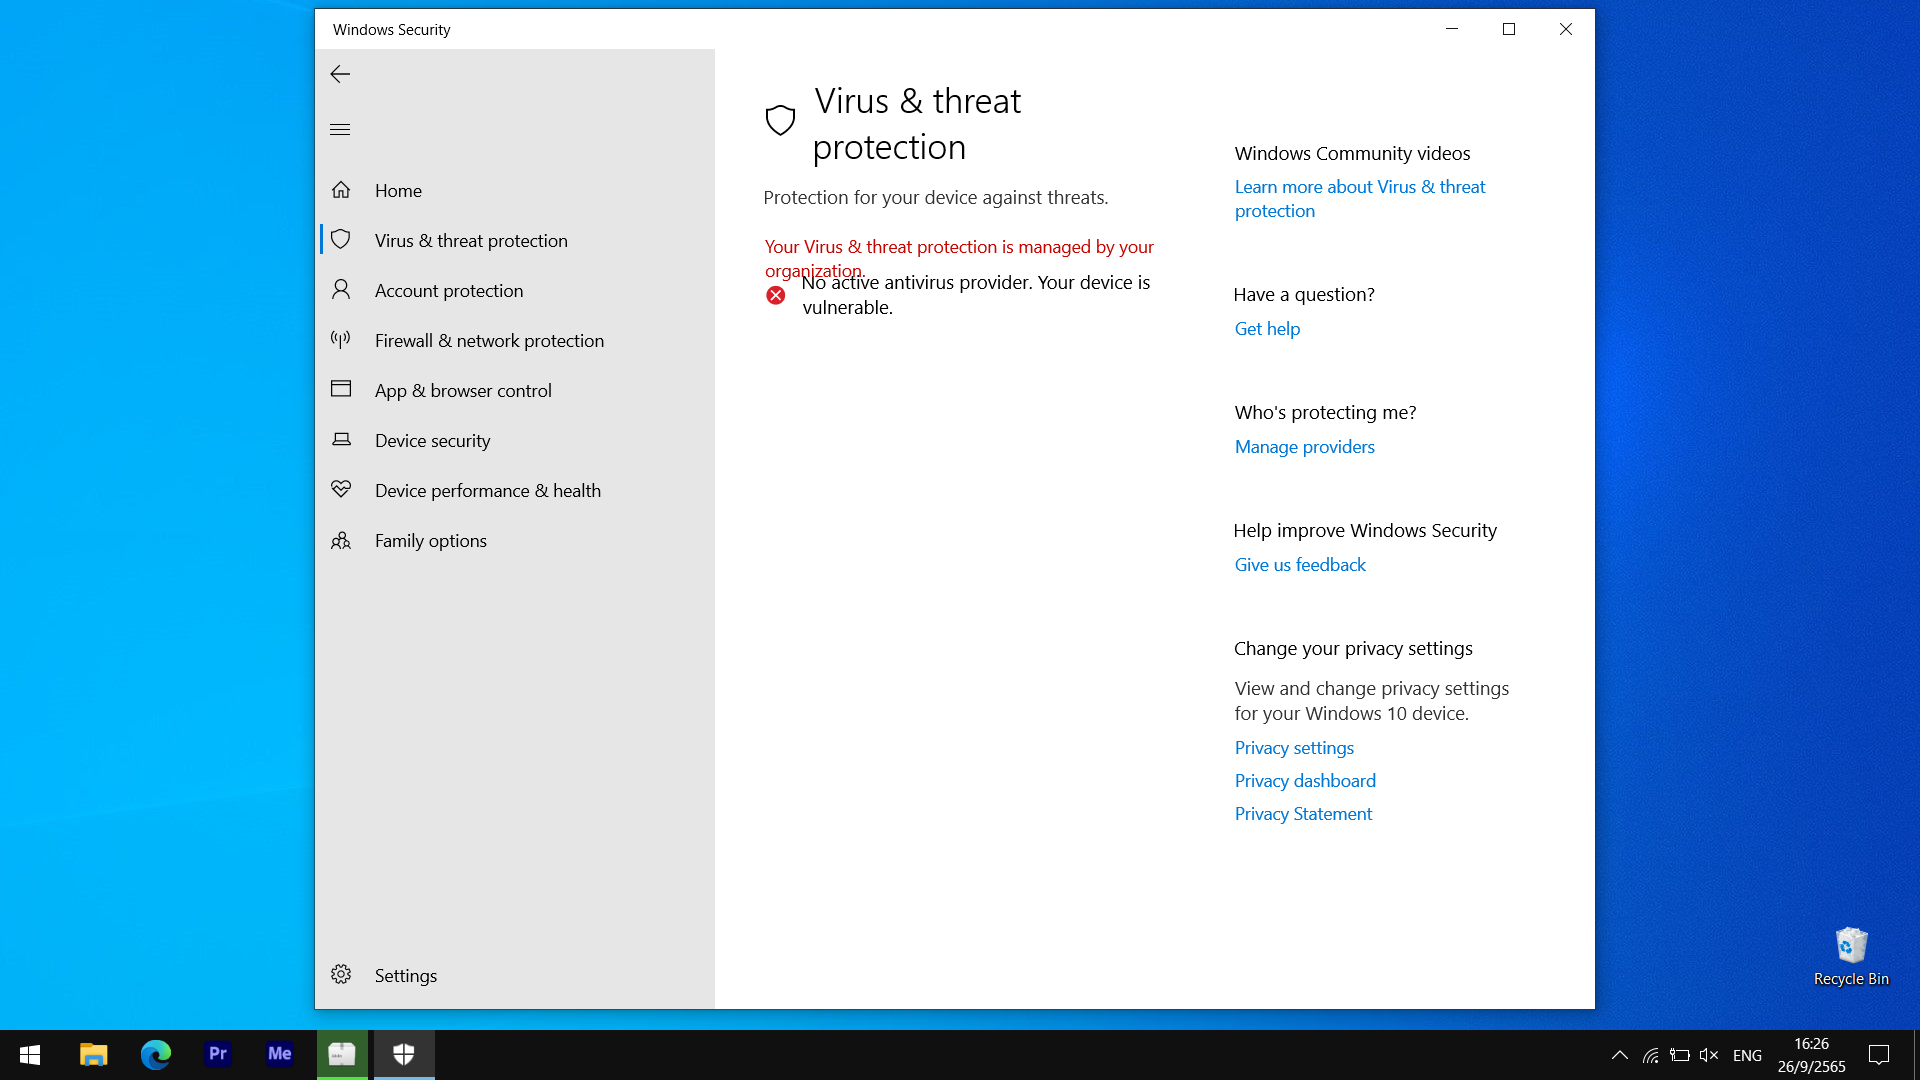 Windows Security
Home
Virus & threat protection
Account protection
Firewall & network protection
App & browser control
Device security
Device performance & health
Family options
Settings
Virus & threat
protection
Protection for your device against threats.
Your Virus & threat protection is managed by your
organization.
No active antivirus provider. Your device is
vulnerable.
Windows Community videos
Learn more about Virus & threat
protection
Have a question?
Get help
Who's protecting me?
Manage providers
Help improve Windows Security
Give us feedback
Change your privacy settings
View and change privacy settings
for your Windows 10 device.
Privacy settings
Privacy dashboard
Privacy Statement
Recycle Bin
Pr
Me
ENG
16:26
26/9/2565